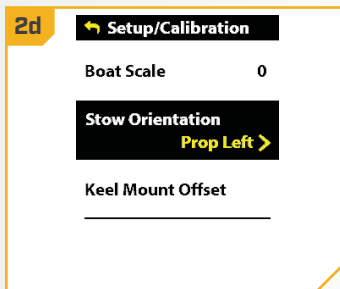 2d
Setup/Calibration
Boat Scale 0
Stow Orientation
Prop Left >
Keel Mount Offset